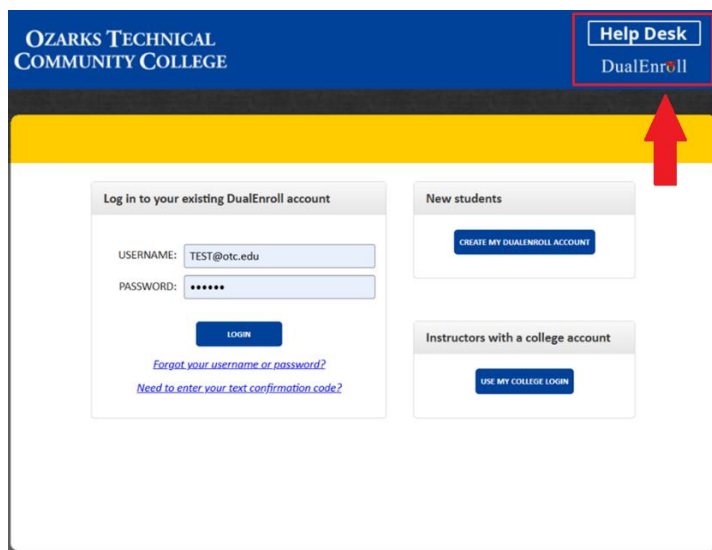 OZARKS TECHNICAL
COMMUNITY COLLEGE
Help Desk
DualEnroll
Log in to your existing DualEnroll account
USERNAME: TEST@otc.edu
PASSWORD: ••••••
LOGIN
Forgot your username or password?
Need to enter your text confirmation code?
New students
CREATE MY DUALENROLL ACCOUNT
Instructors with a college account
USE MY COLLEGE LOGIN